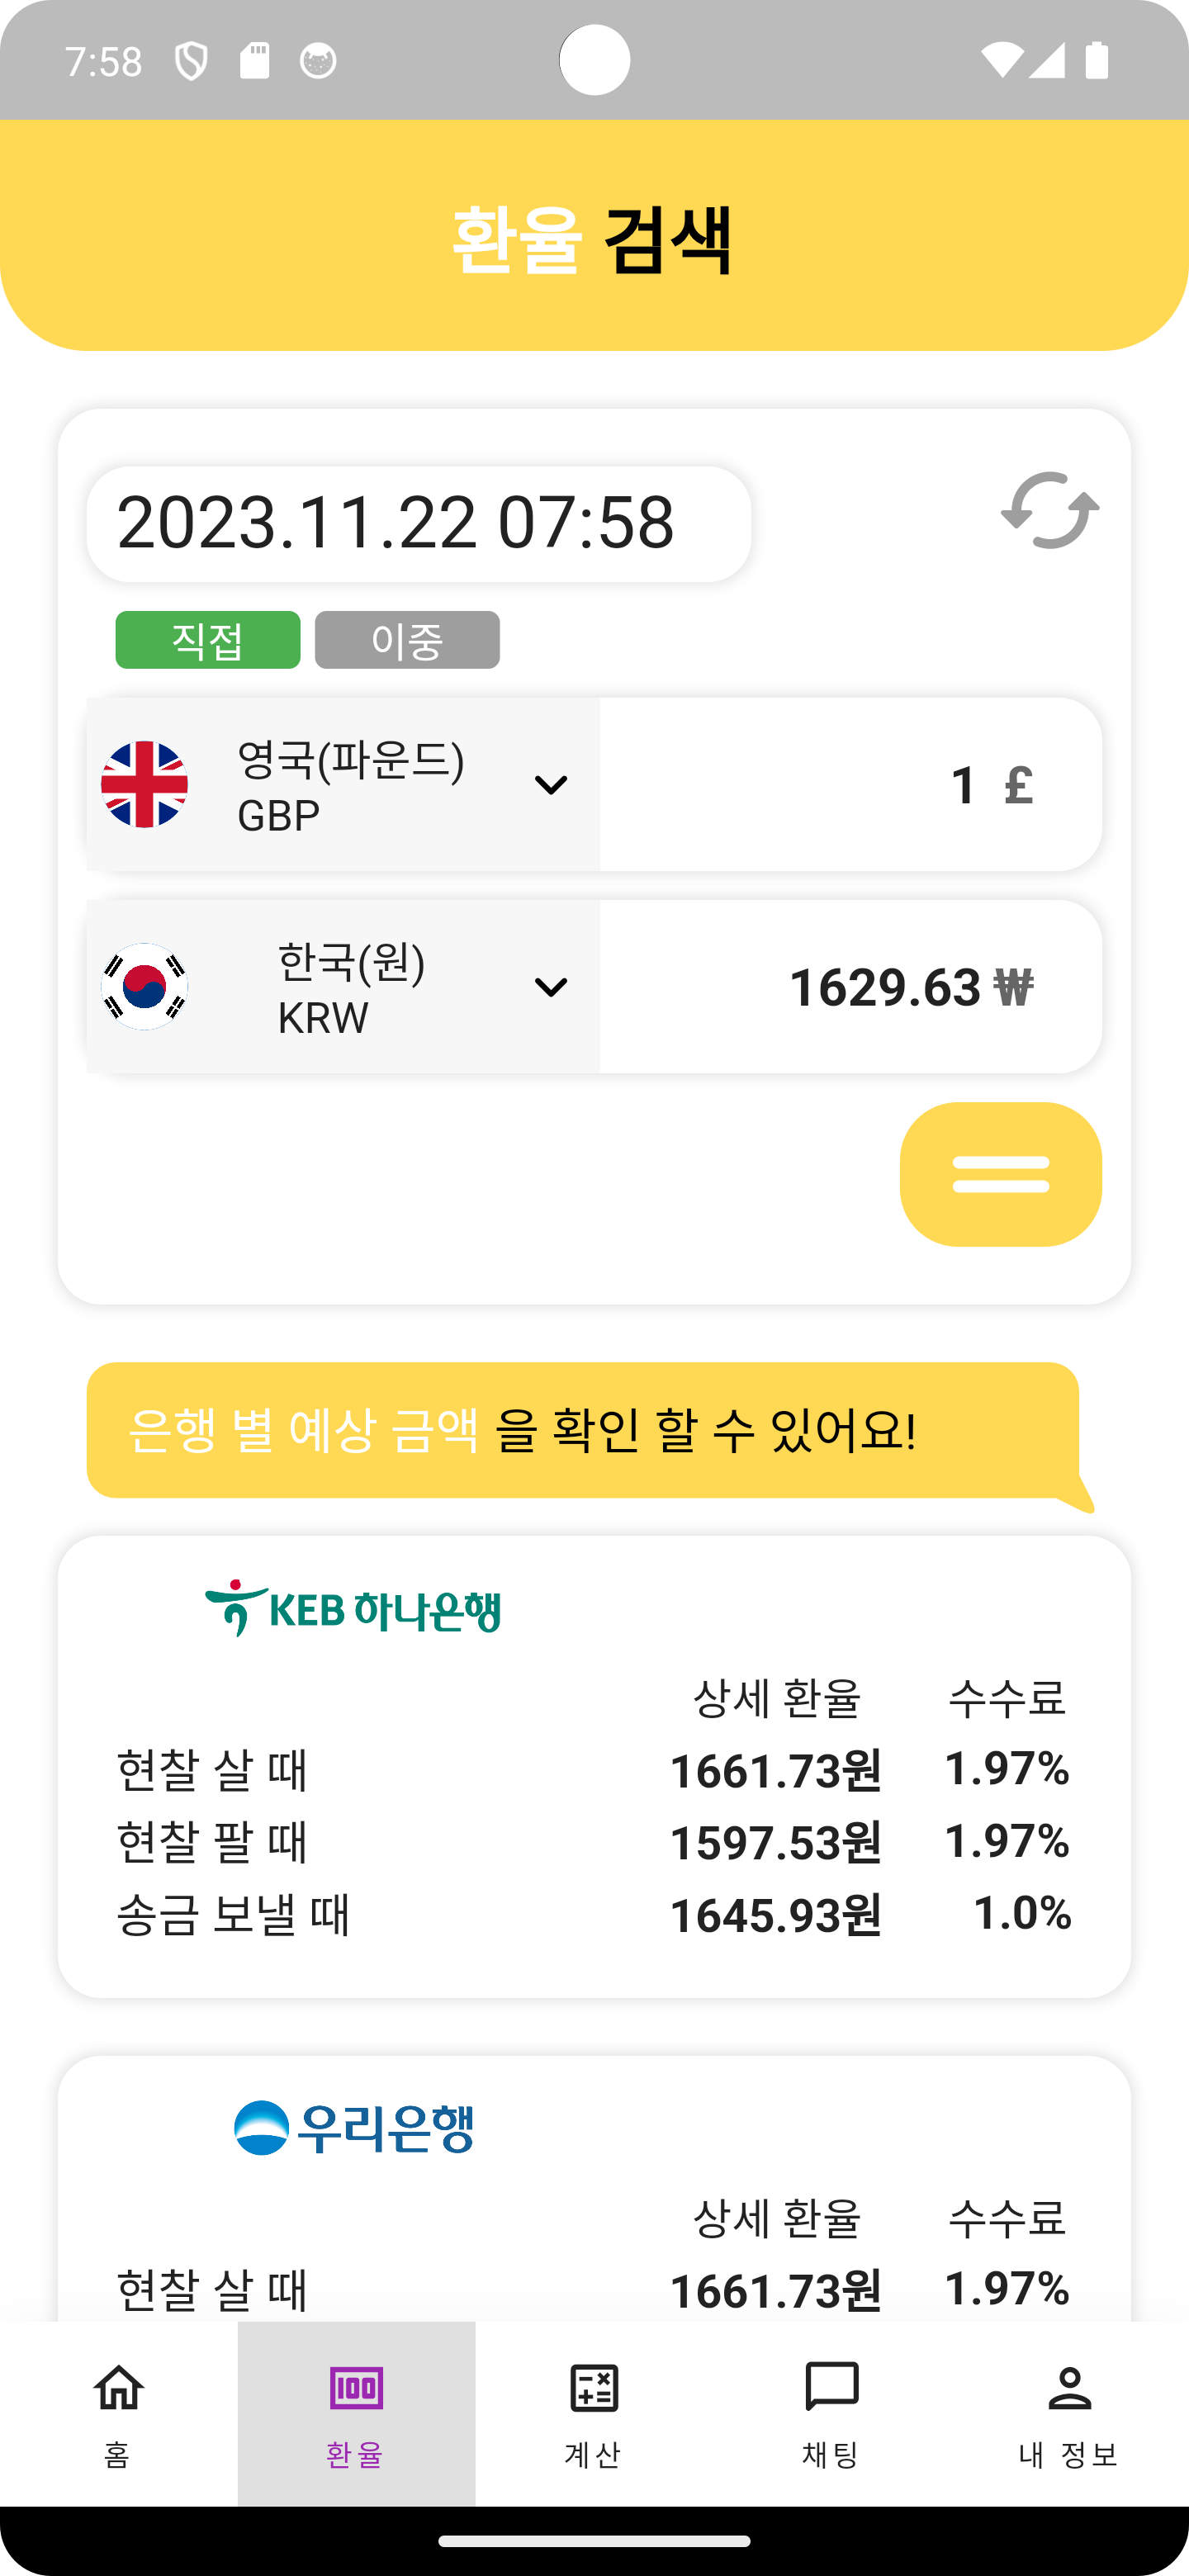 7:58
환율 검색
2023.11.22 07:58
직접 이중
영국(파운드)
GBP
1 £
한국(원)
KRW
1629.63 ₩
은행 별 예상 금액 을 확인 할 수 있어요!
KEB 하나은행
상세 환율 수수료
현찰 살 때 1661.73원 1.97%
현찰 팔 때 1597.53원 1.97%
송금 보낼 때 1645.93원 1.0%
우리은행
상세 환율 수수료
현찰 살 때 1661.73원 1.97%
100
홈 환율 계산 채팅 내 정보